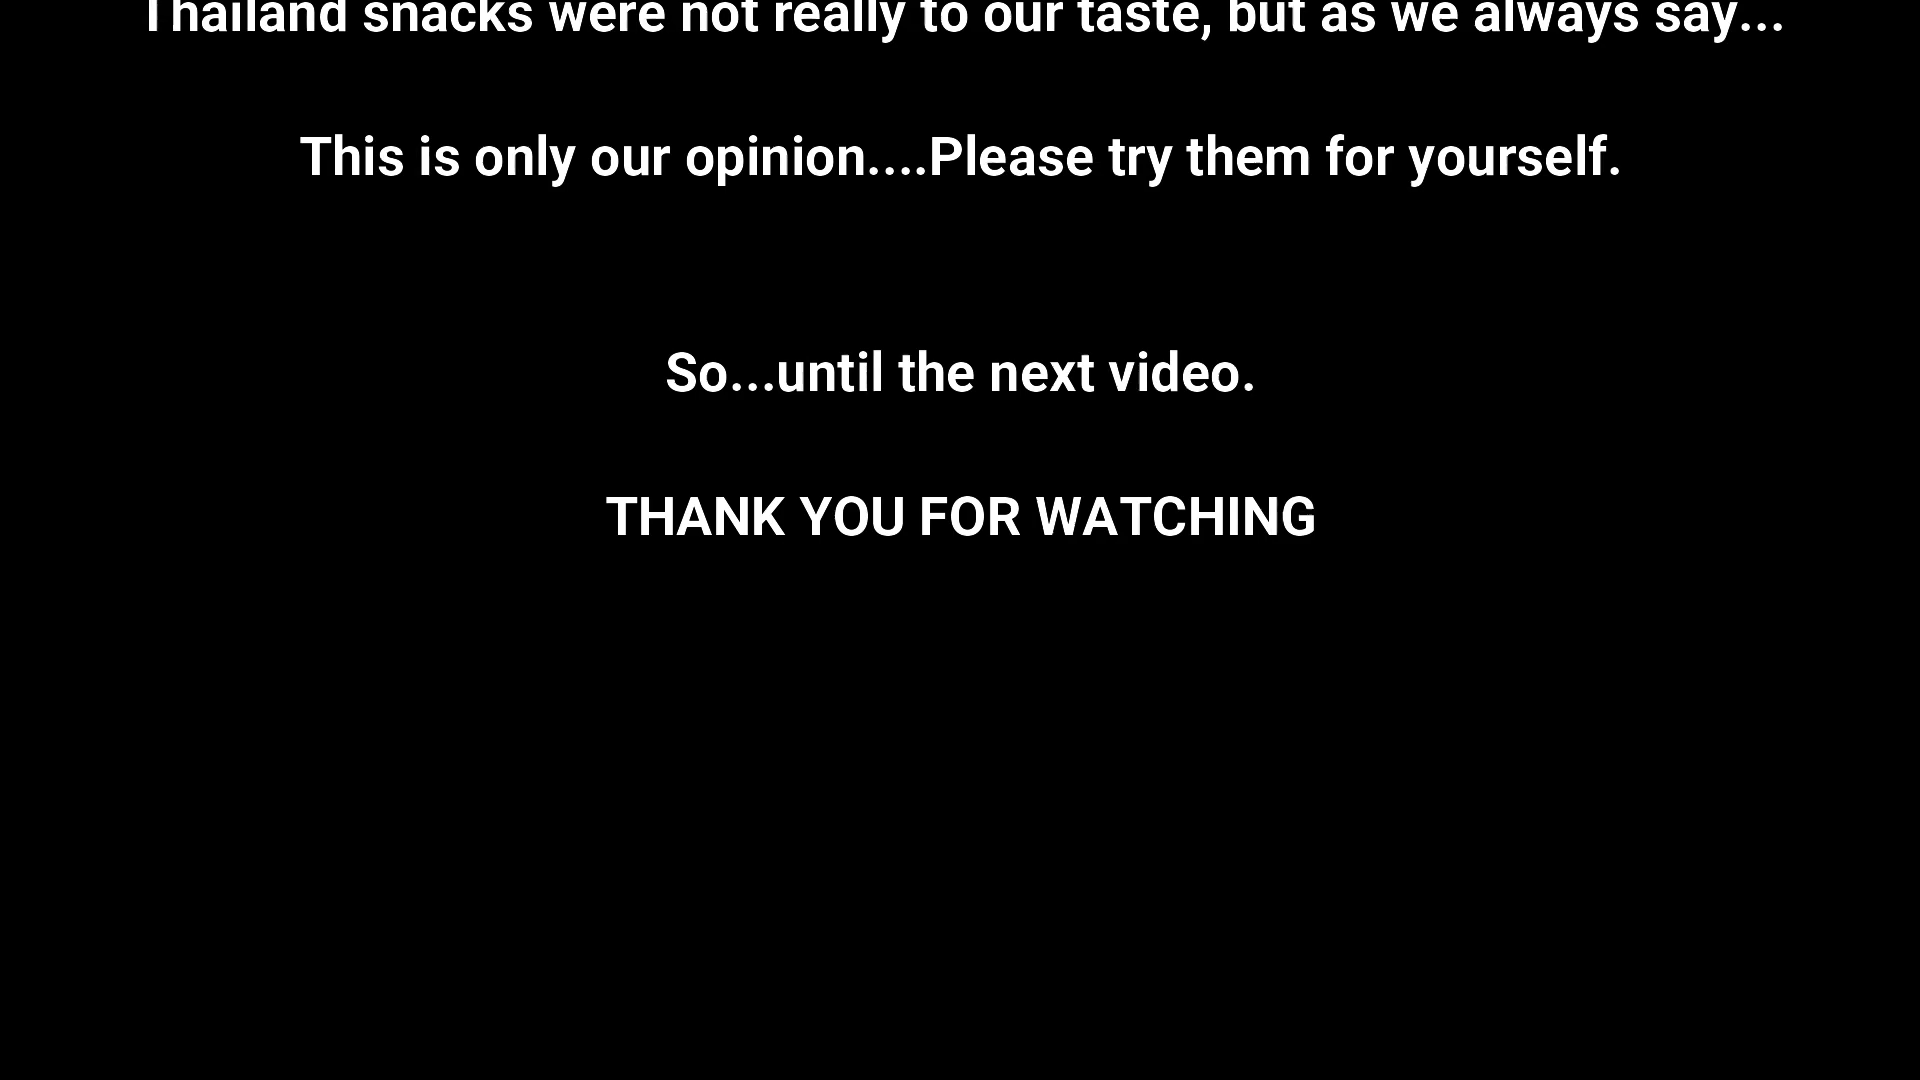 Thailand snacks were not really to our taste, but as we always say...
This is only our opinion....Please try them for yourself.
So...until the next video.
THANK YOU FOR WATCHING